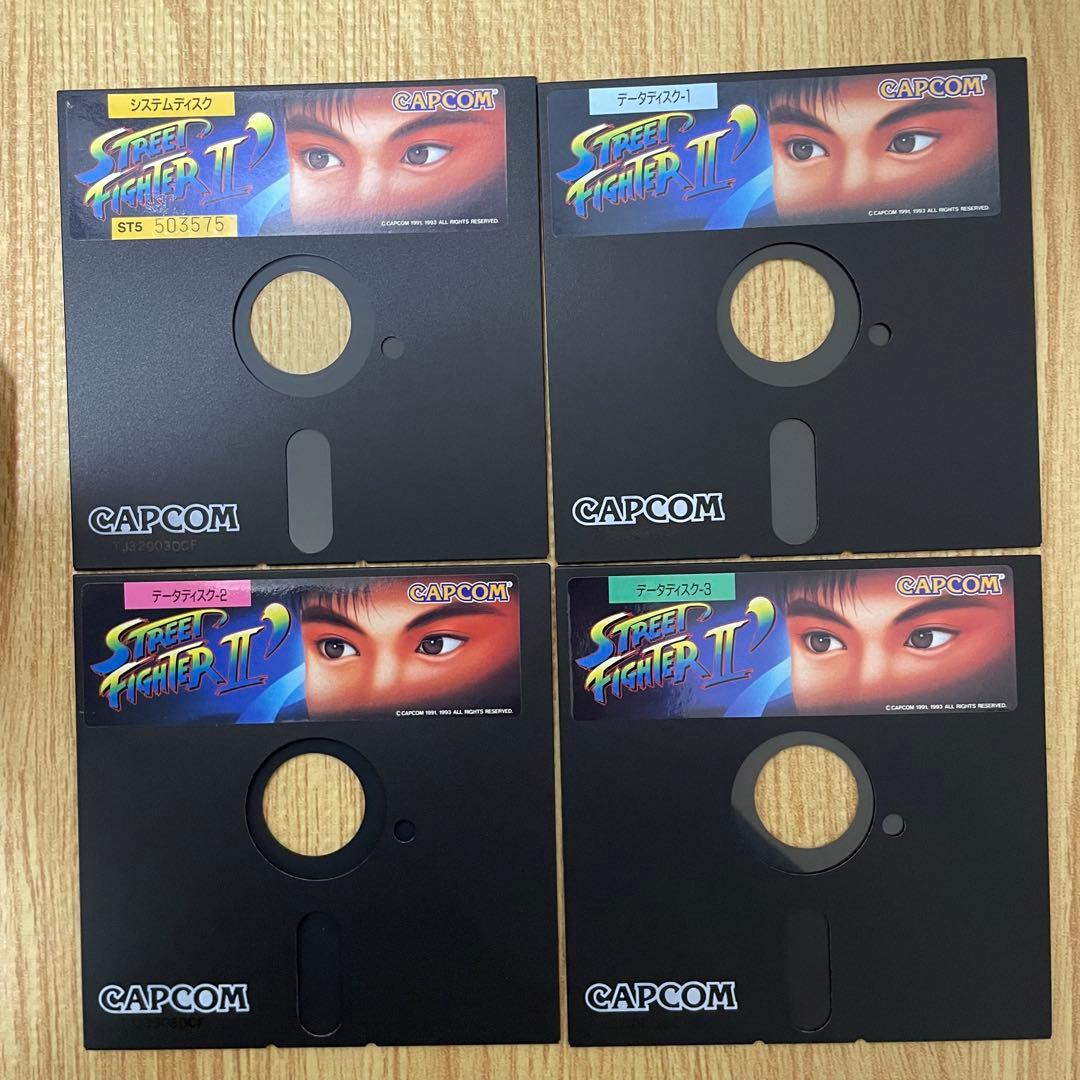 システムディスク
CAPCOM
STREET
FIGHTER II'
ST5 503575
© CAPCOM 1991, 1993 ALL RIGHTS RESERVED.
CAPCOM
TJ32903DCF
データディスク-1
CAPCOM
STREET
FIGHTER II'
© CAPCOM 1991, 1993 ALL RIGHTS RESERVED.
CAPCOM
データディスク-2
CAPCOM
STREET
FIGHTER II'
© CAPCOM 1991, 1993 ALL RIGHTS RESERVED.
CAPCOM
データディスク-3
CAPCOM
STREET
FIGHTER II'
© CAPCOM 1991, 1993 ALL RIGHTS RESERVED.
CAPCOM